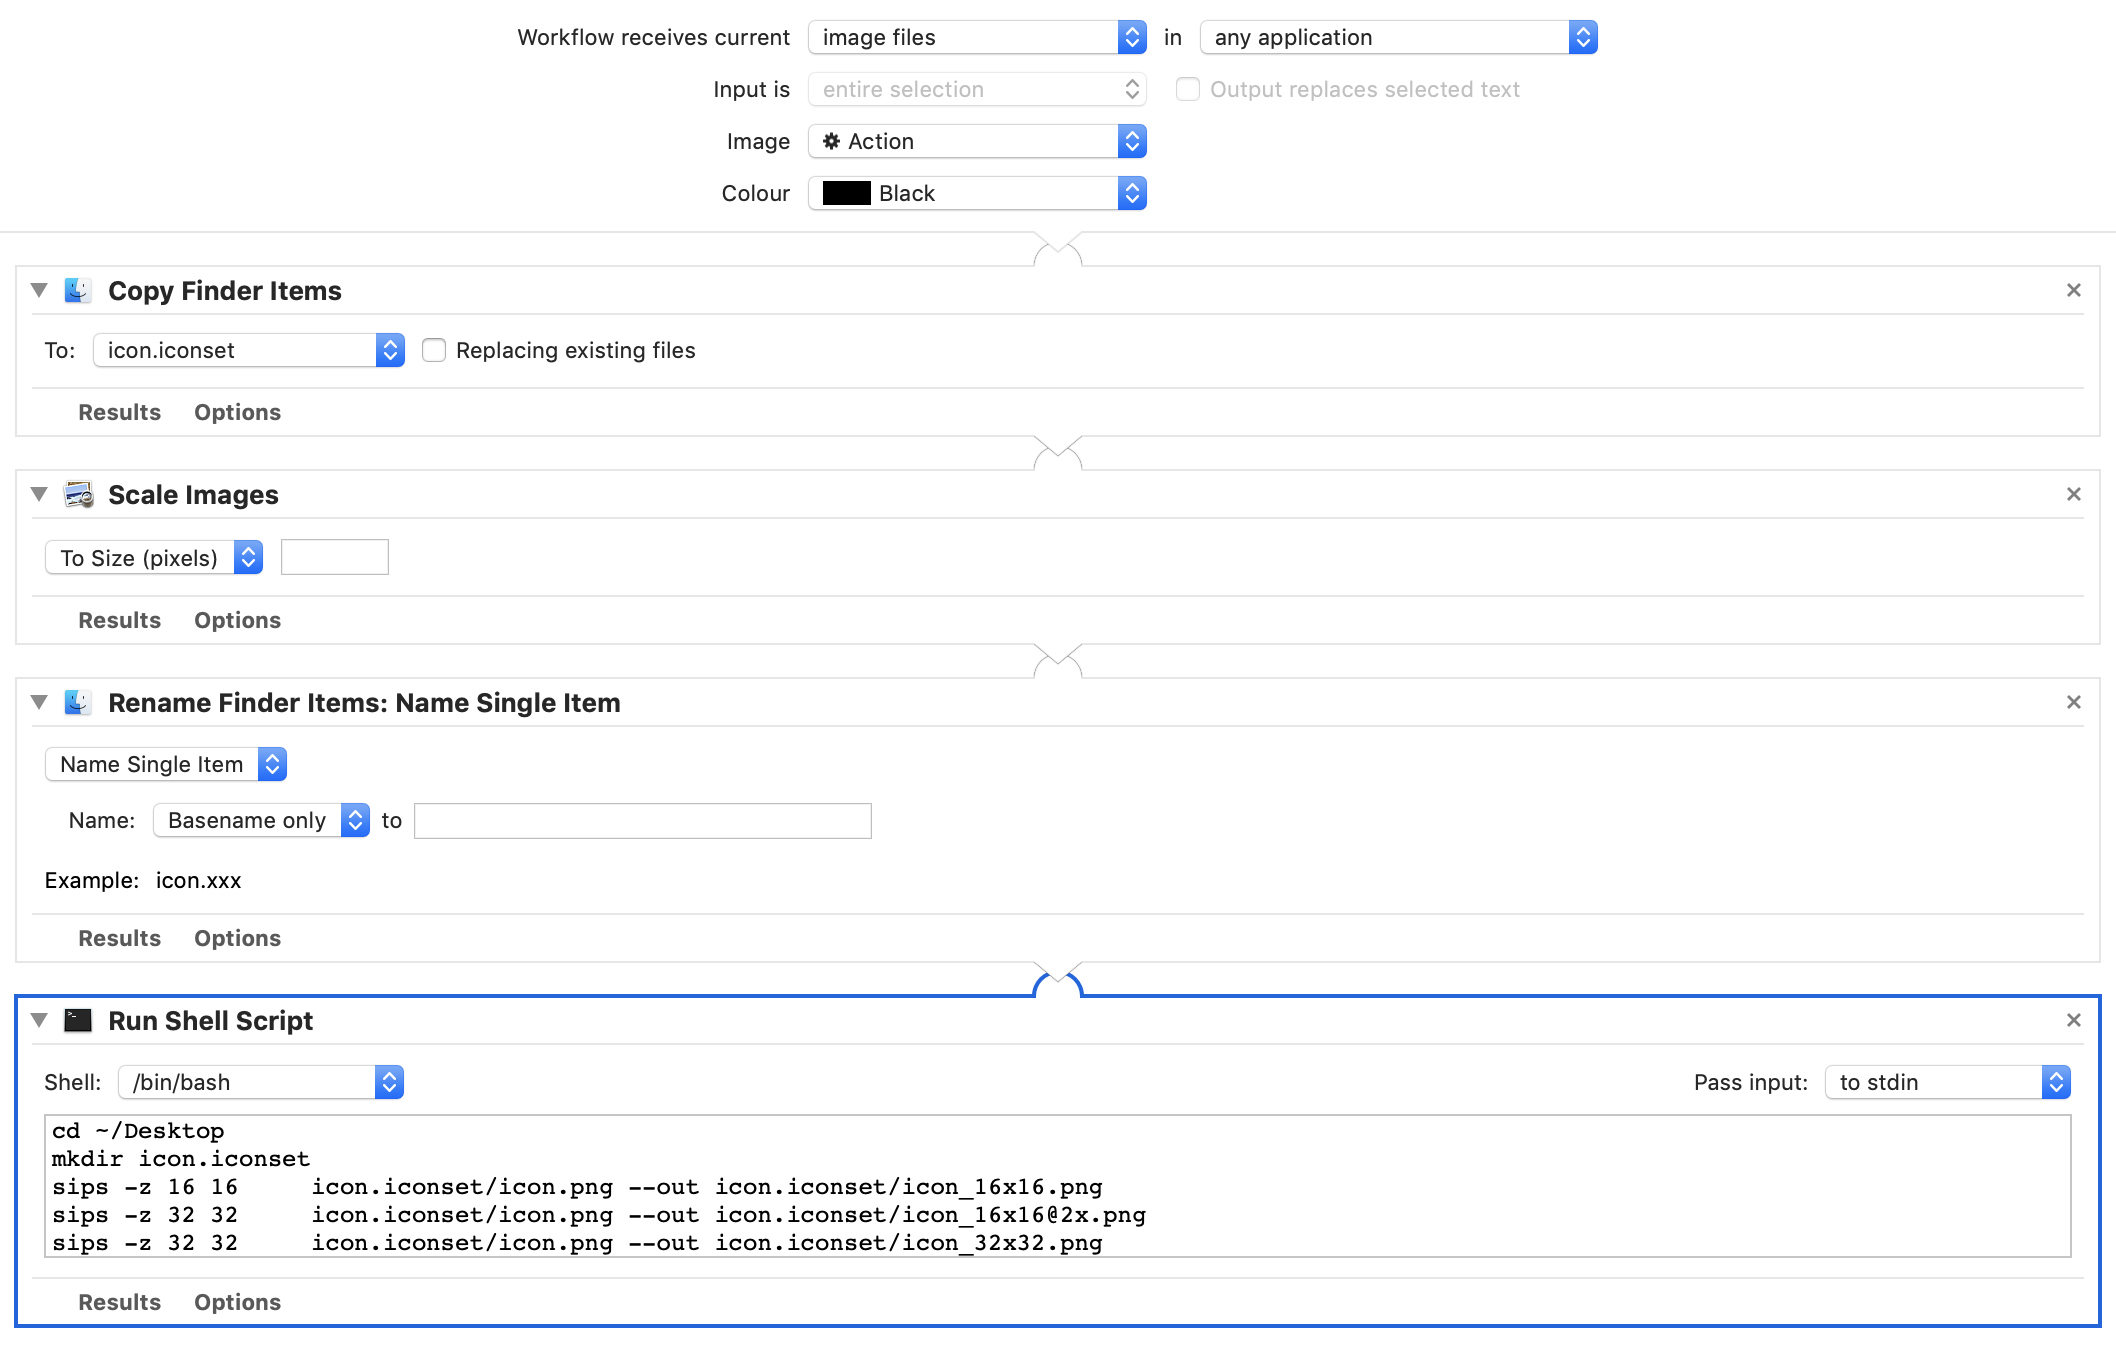 Workflow receives current image files in any application
Input is entire selection Output replaces selected text
Image Action
Colour Black
Copy Finder Items
To: icon.iconset Replacing existing files
Results Options
Scale Images
To Size (pixels)
Results Options
Rename Finder Items: Name Single Item
Name Single Item
Name: Basename only to
Example: icon.xxx
Results Options
Run Shell Script
Shell: /bin/bash Pass input: to stdin
cd ~/Desktop
mkdir icon.iconset
sips -z 16 16     icon.iconset/icon.png --out icon.iconset/icon_16x16.png
sips -z 32 32     icon.iconset/icon.png --out icon.iconset/icon_16x16@2x.png
sips -z 32 32     icon.iconset/icon.png --out icon.iconset/icon_32x32.png
Results Options